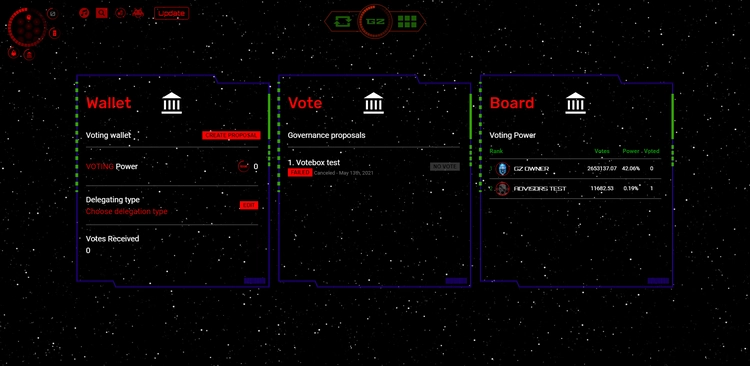 Update
GZ
Wallet
Voting wallet
CREATE PROPOSAL
VOTING Power
0
Delegating type
EDIT
Choose delegation type
Votes Received
0
Vote
Governance proposals
1. Votebox test
NO VOTE
FAILED Canceled - May 13th, 2021
Board
Voting Power
Rank Votes Power Voted
GZ OWNER 2653137.07 42.06% 0
ADVISORS TEST 11682.53 0.19% 1